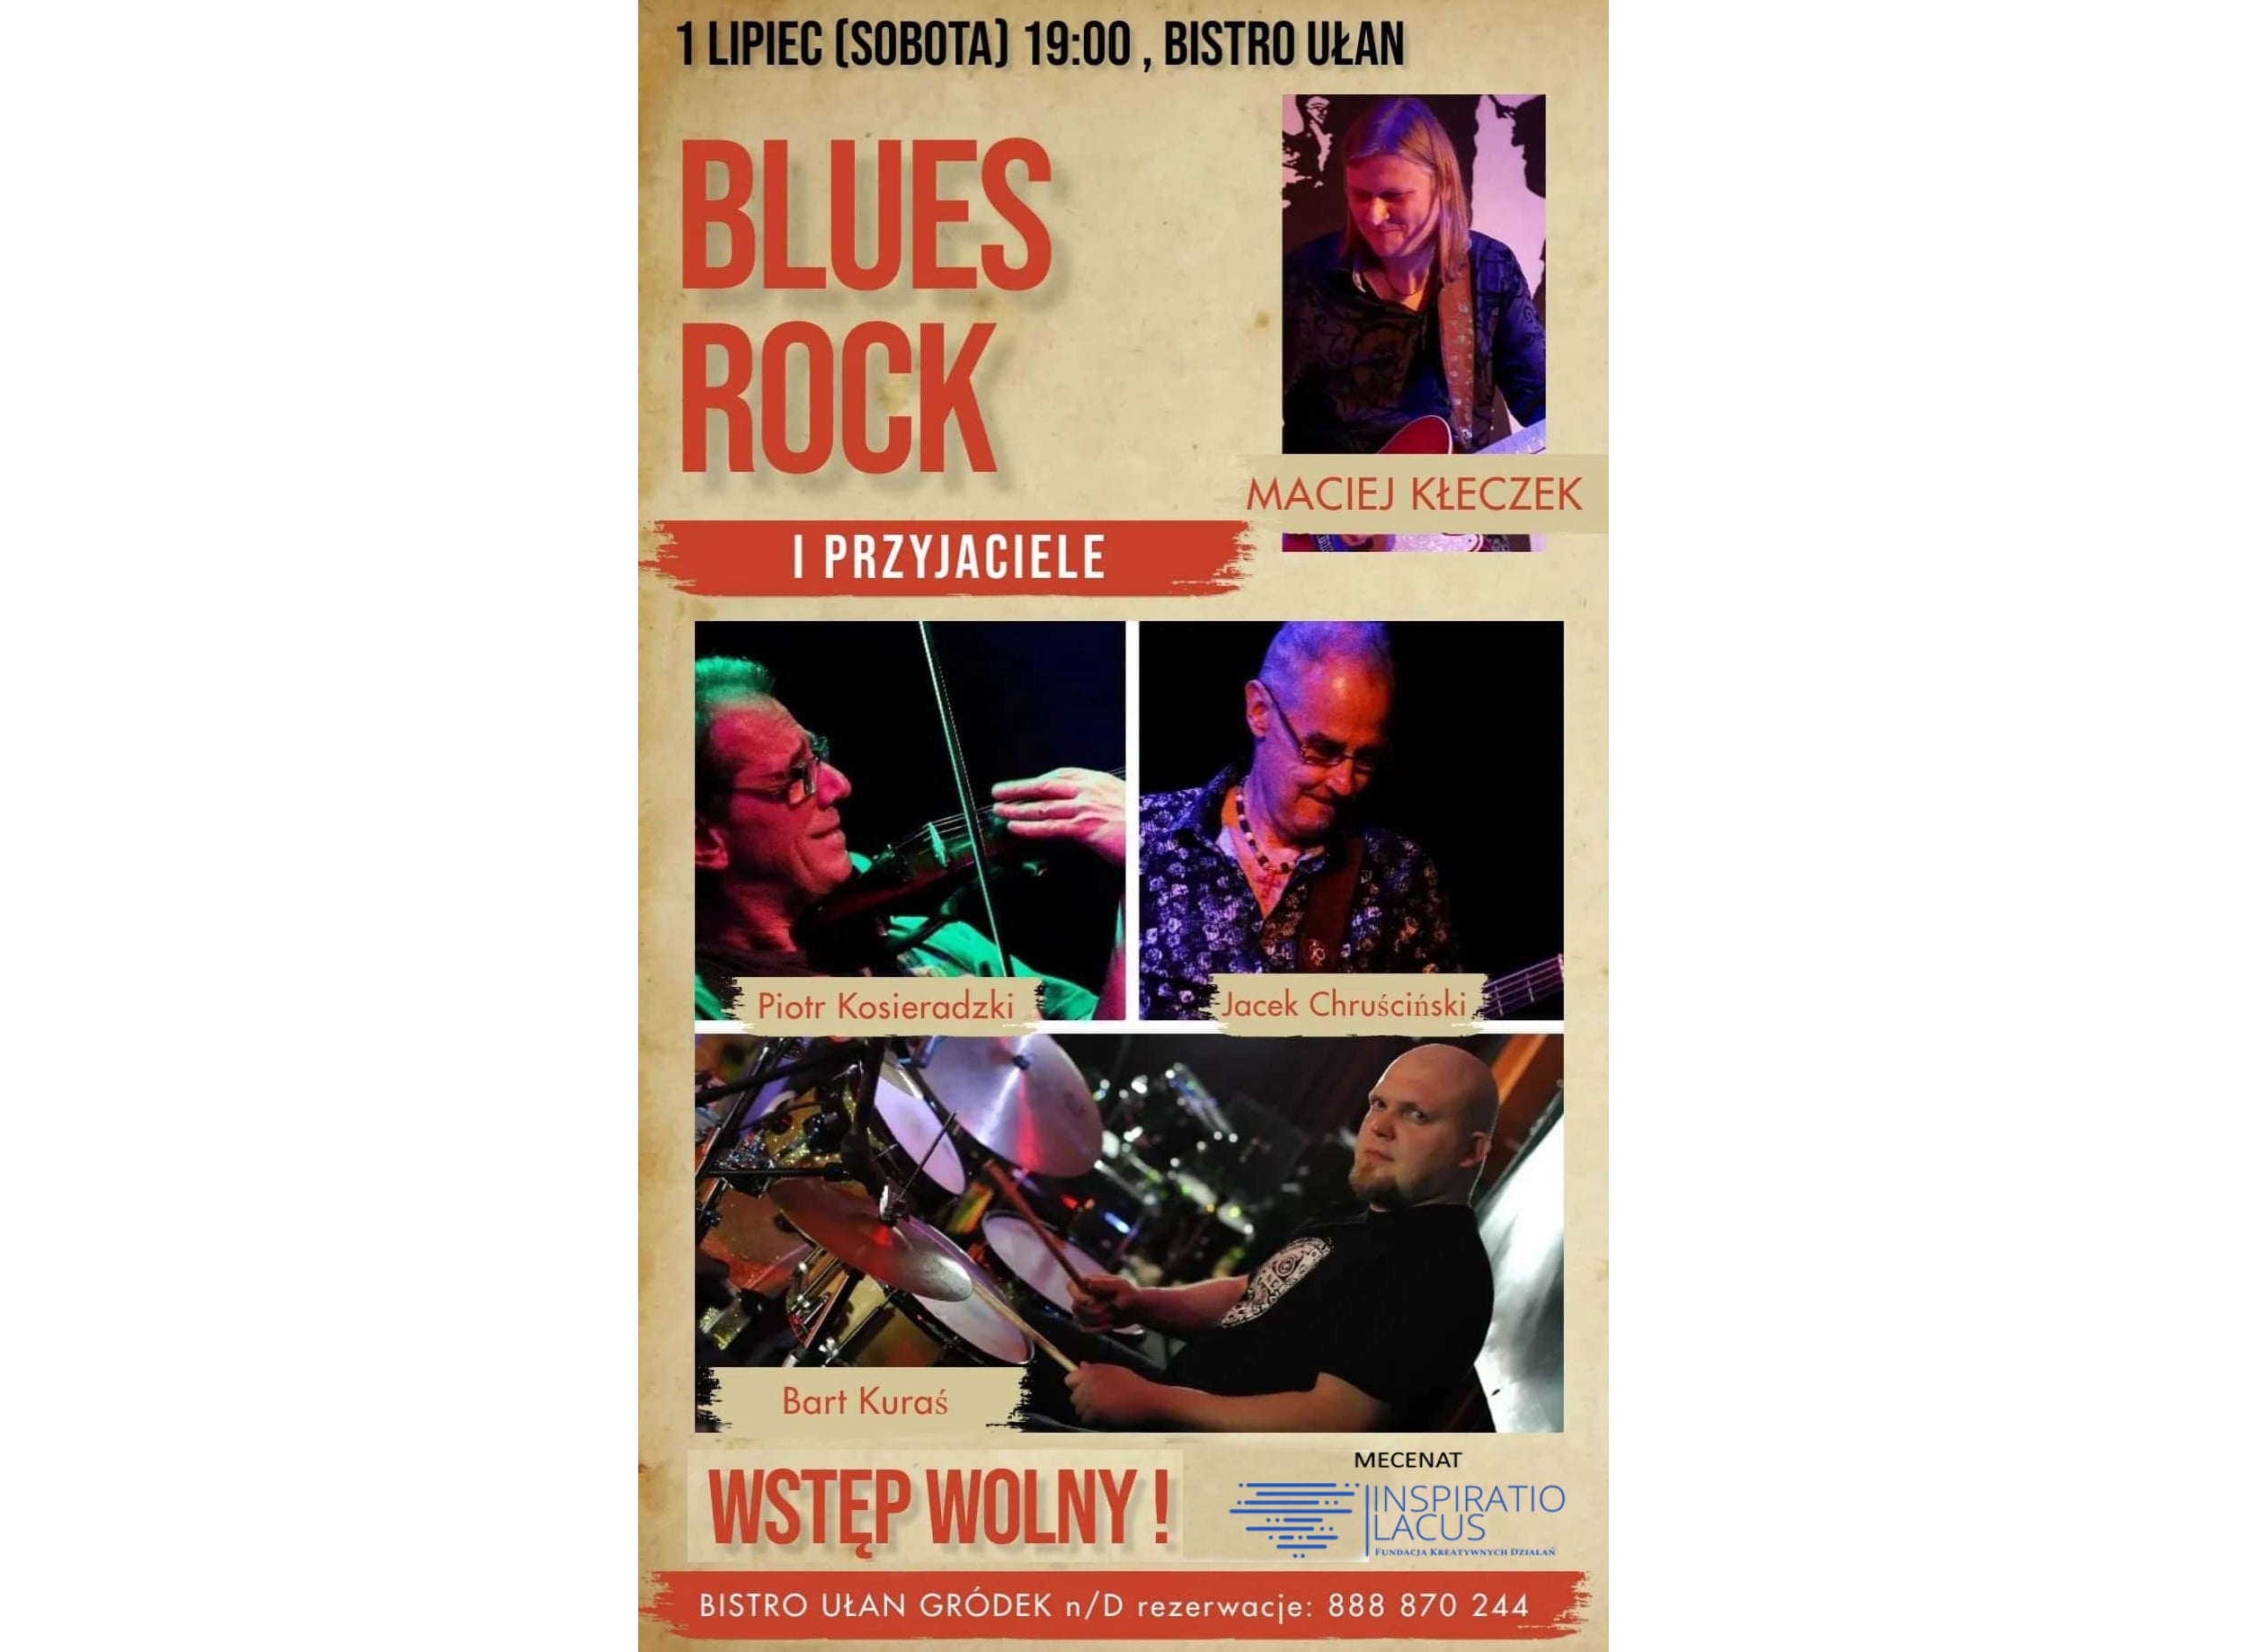 1 LIPIEC (SOBOTA) 19:00 , BISTRO UŁAN
BLUES
ROCK
MACIEJ KŁECZEK
I PRZYJACIELE
Piotr Kosieradzki
Jacek Chruściński
Bart Kuraś
WSTĘP WOLNY !
MECENAT
INSPIRATIO
LACUS
FUNDACJA KREATYWNYCH DZIAŁAŃ
BISTRO UŁAN GRÓDEK n/D rezerwacje: 888 870 244